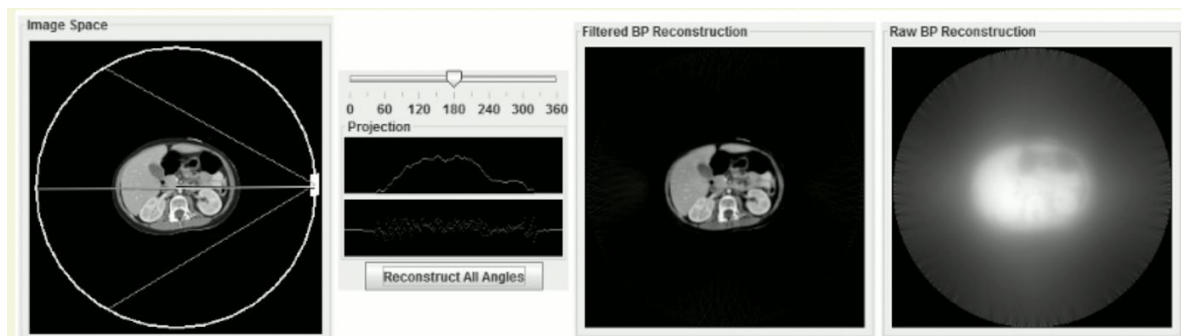 Image Space
0 60 120 180 240 300 360
Projection
Reconstruct All Angles
Filtered BP Reconstruction
Raw BP Reconstruction